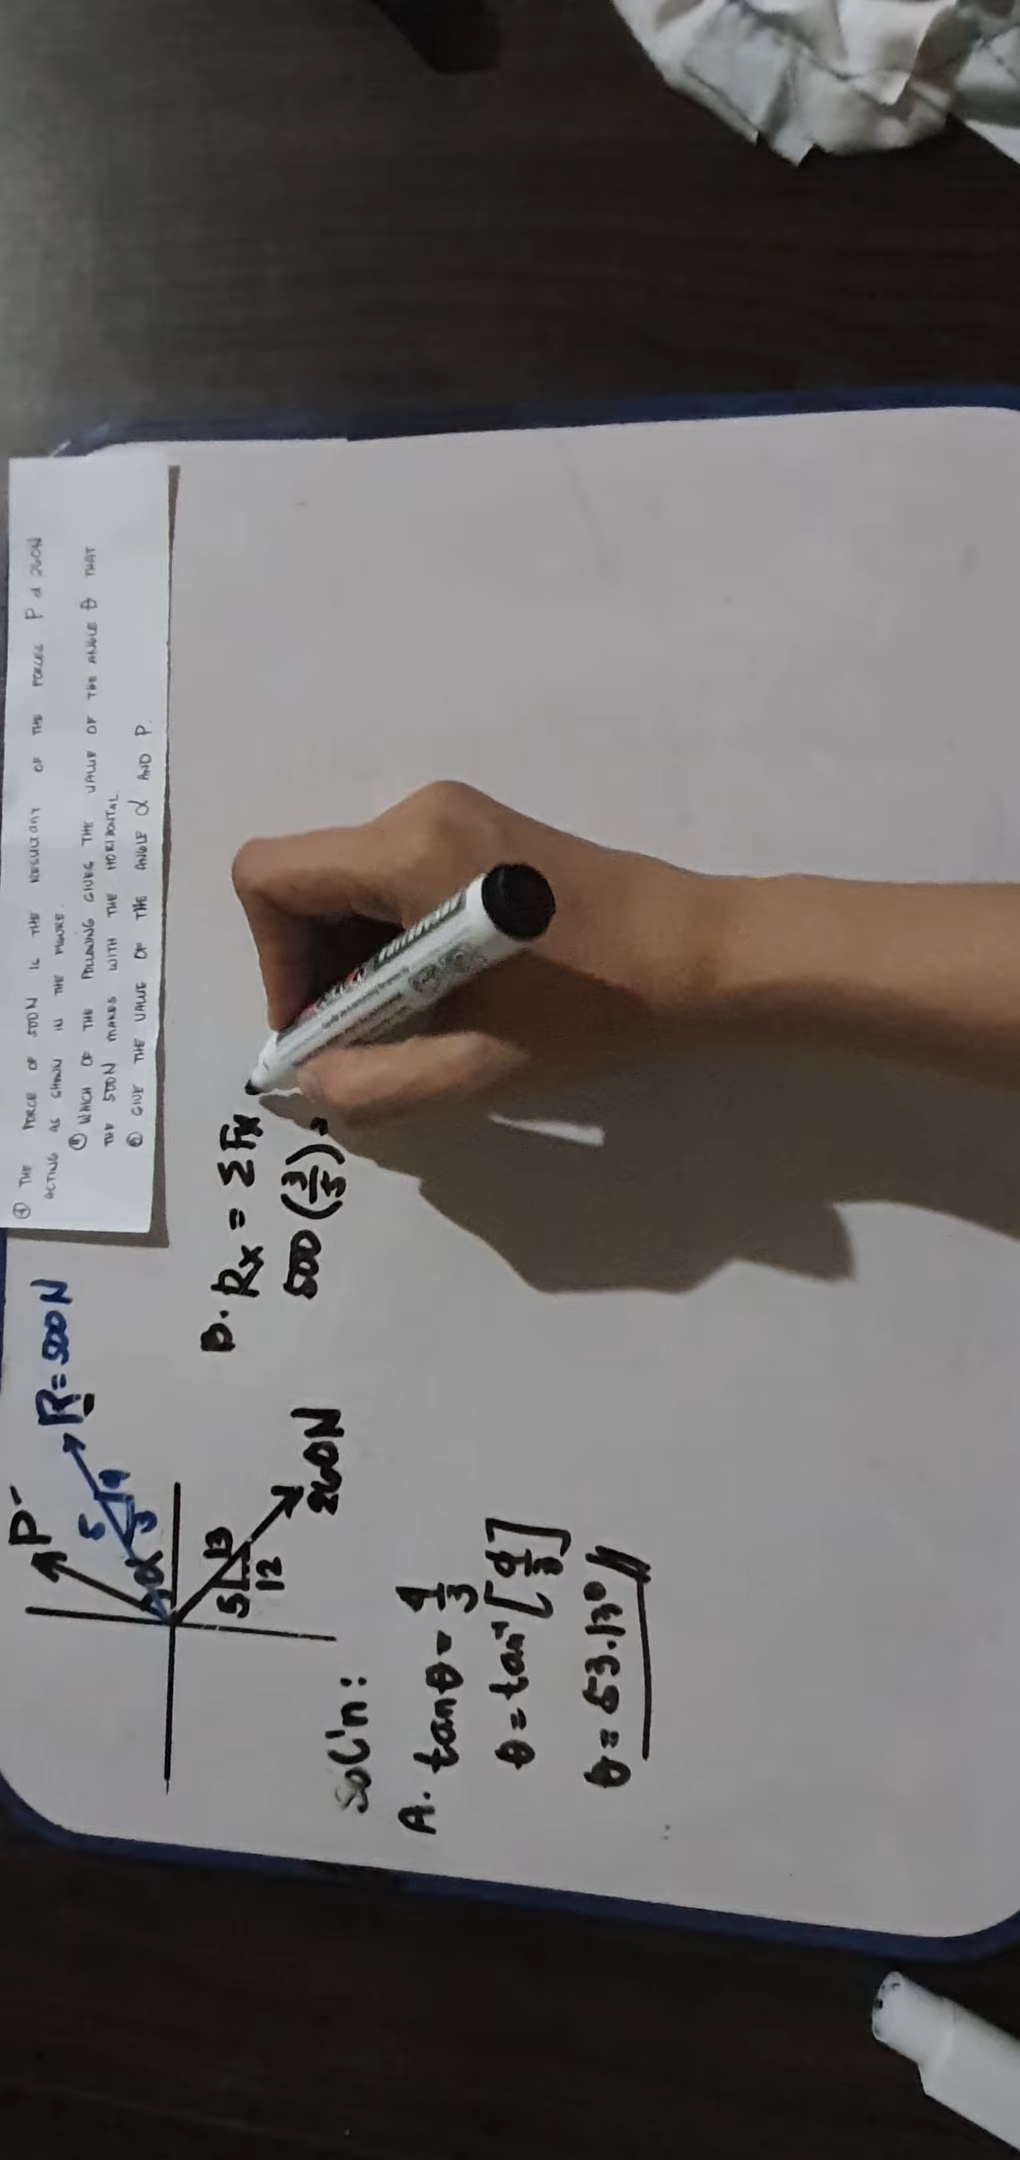 ④ THE FORCE OF 500N IS THE RESULTANT OF THE FORCES P & 260N
ACTING AS SHOWN IN THE FIGURE.
Ⓐ WHICH OF THE FOLLOWING GIVES THE VALUE OF THE ANGLE θ THAT
THE 500N MAKES WITH THE HORIZONTAL.
Ⓑ GIVE THE VALUE OF THE ANGLE α AND P.
P
R=500N
5
4
3
α
13
5
12
260N
Sol'n:
A. tanθ = 4/3
θ = tan⁻¹[4/3]
θ = 53.13°
B. Rx = ΣFx
500 (3/5) =